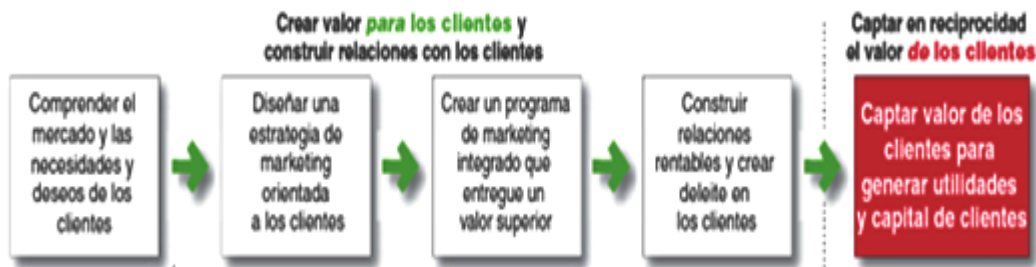 Crear valor para los clientes y
construir relaciones con los clientes
Captar en reciprocidad
el valor de los clientes
Comprender el
mercado y las
necesidades y
deseos de los
clientes
Diseñar una
estrategia de
marketing
orientada
a los clientes
Crear un programa
de marketing
integrado que
entregue un
valor superior
Construir
relaciones
rentables y crear
deleite en
los clientes
Captar valor de los
clientes para
generar utilidades
y capital de clientes